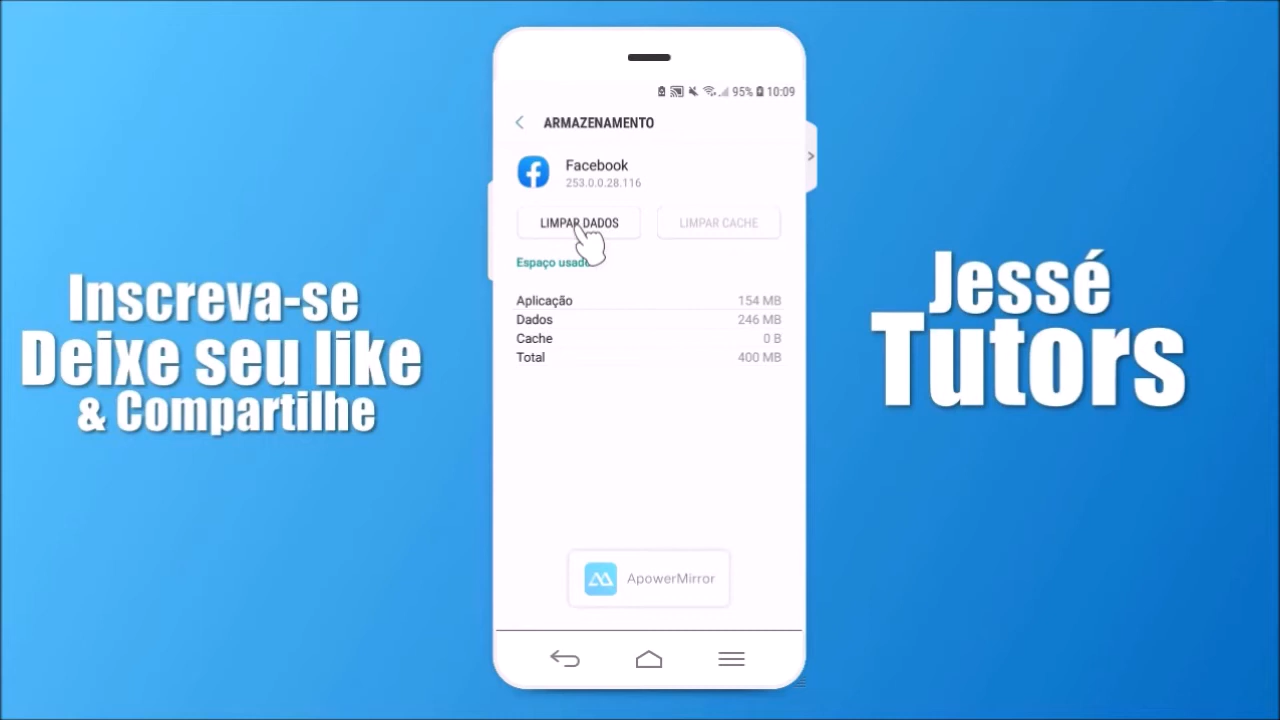 95% 10:09
ARMAZENAMENTO
Facebook
253.0.0.28.116
LIMPAR DADOS LIMPAR CACHE
Espaço
Aplicação 154 MB
Dados 246 MB
Cache 0 B
Total 400 MB
ApowerMirror
Inscreva-se
Deixe seu like
& Compartilhe
Jessé
Tutors